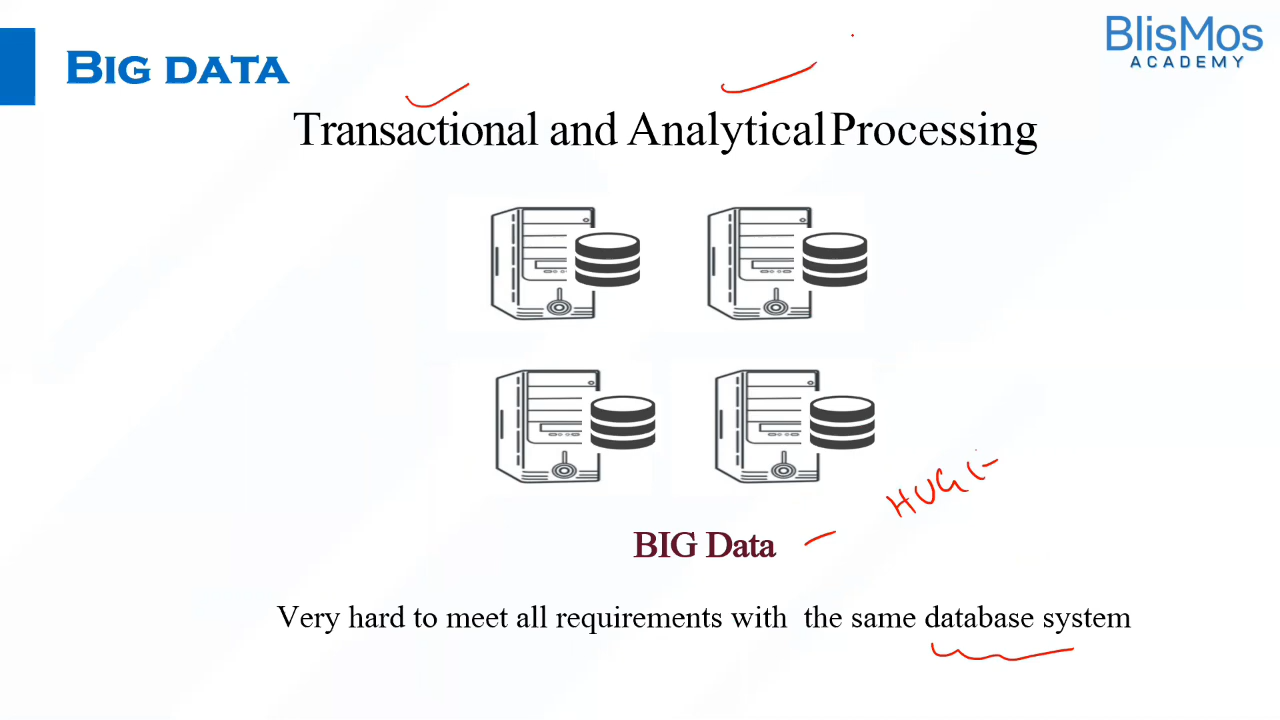 BIG DATA
BlisMos
ACADEMY
Transactional and Analytical Processing
HUGE
BIG Data
Very hard to meet all requirements with the same database system